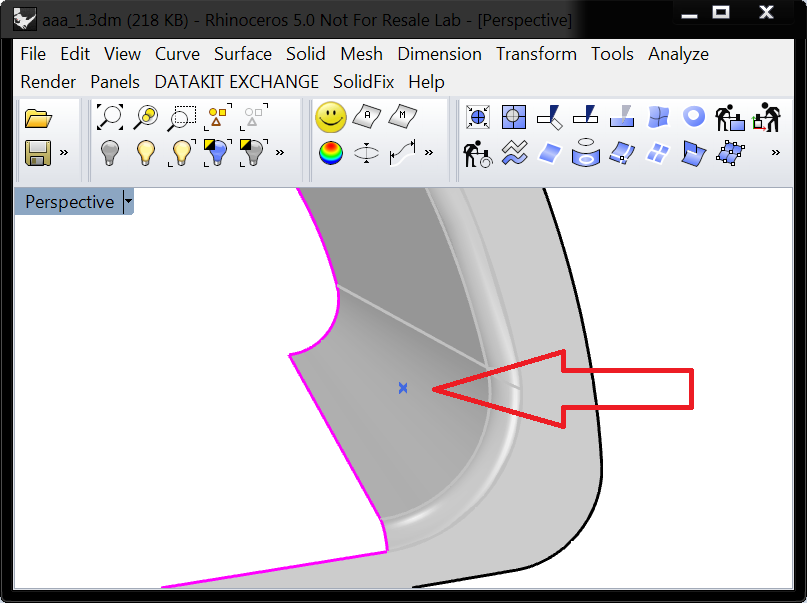 aaa_1.3dm (218 KB) - Rhinoceros 5.0 Not For Resale Lab - [Perspective]
File Edit View Curve Surface Solid Mesh Dimension Transform Tools Analyze
Render Panels DATAKIT EXCHANGE SolidFix Help
A M
» » » »
Perspective